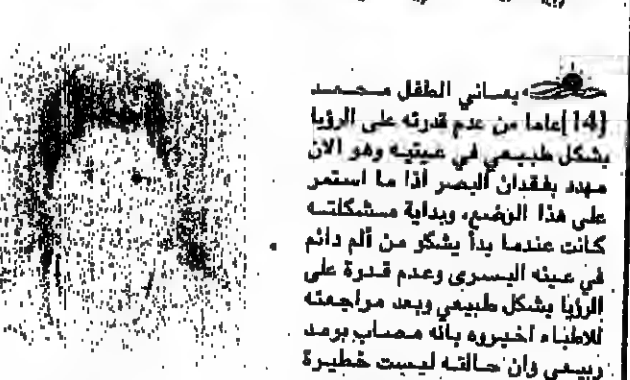 يعـانـي الطفل مـحـمـد
[14] عاما من عدم قدرته على الرؤيا
بشكل طبيعي في عينيه وهو الان
مهدد بفقدان البصر اذا ما استمر
على هذا الوضع، وبداية مشكلته
كانت عندما بدأ يشكو من ألم دائم
في عينه اليسرى وعدم قدرة على
الرؤيا بشكل طبيعي وبعد مراجعته
للاطباء اخبروه بانه مصاب برمد
ربيعي وان حالته ليست خطيرة